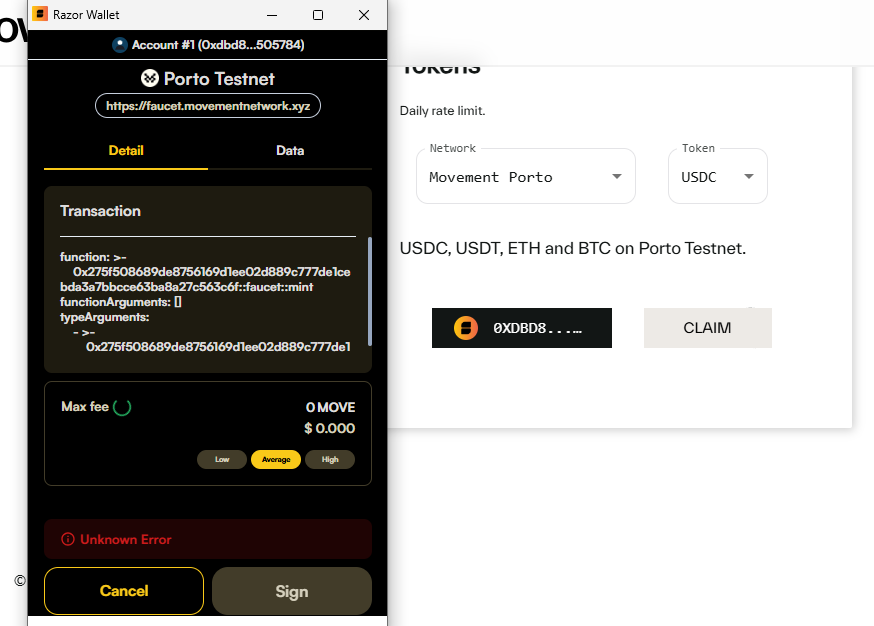 Razor Wallet
Account #1 (0xdbd8...505784)
Porto Testnet
https://faucet.movementnetwork.xyz
Detail
Data
Transaction
function: >-
0x275f508689de8756169d1ee02d889c777de1ce
bda3a7bbcce63ba8a27c563c6f::faucet::mint
functionArguments: []
typeArguments:
- >-
0x275f508689de8756169d1ee02d889c777de1
Max fee
0 MOVE
$ 0.000
Low
Average
High
Unknown Error
Cancel
Sign
©
Tokens
Daily rate limit.
Network
Movement Porto
Token
USDC
USDC, USDT, ETH and BTC on Porto Testnet.
0XDBD8...…
CLAIM